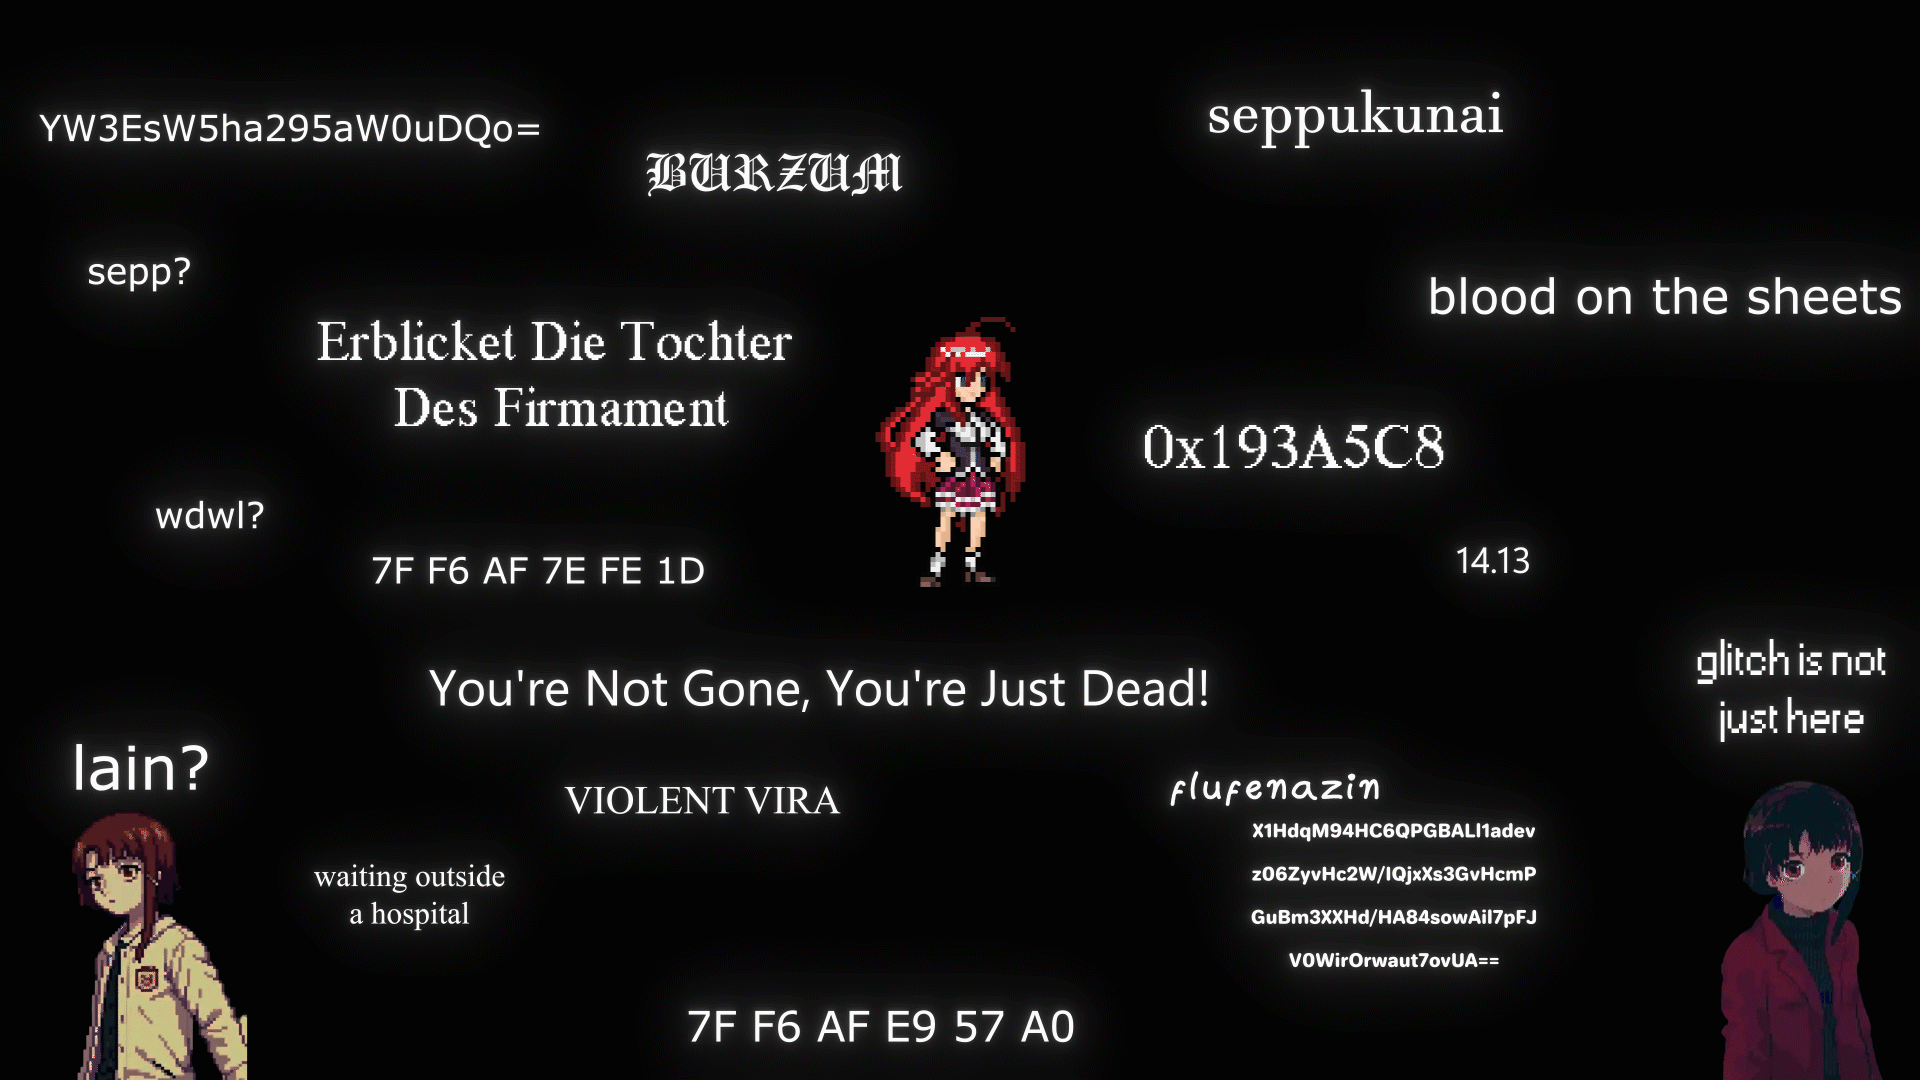 YW3EsW5ha295aW0uDQo=
BURZUM
seppukunai
sepp?
blood on the sheets
Erblicket Die Tochter
Des Firmament
0x193A5C8
wdwl?
7F F6 AF 7E FE 1D
14.13
You're Not Gone, You're Just Dead!
glitch is not
just here
lain?
VIOLENT VIRA
flufenazin
X1HdqM94HC6QPGBALl1adev
z06ZyvHc2W/IQjxXs3GvHcmP
GuBm3XXHd/HA84sowAil7pFJ
V0WirOrwaut7ovUA==
waiting outside
a hospital
7F F6 AF E9 57 A0